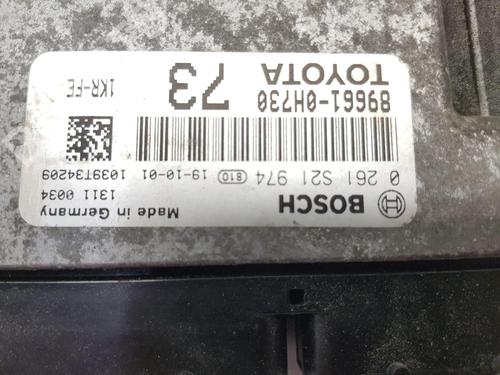 BOSCH Made in Germany
1311 0034
0 261 S21 974 810 19-10-01 1039T34209
89661-0H730 73 1KR-FE
TOYOTA